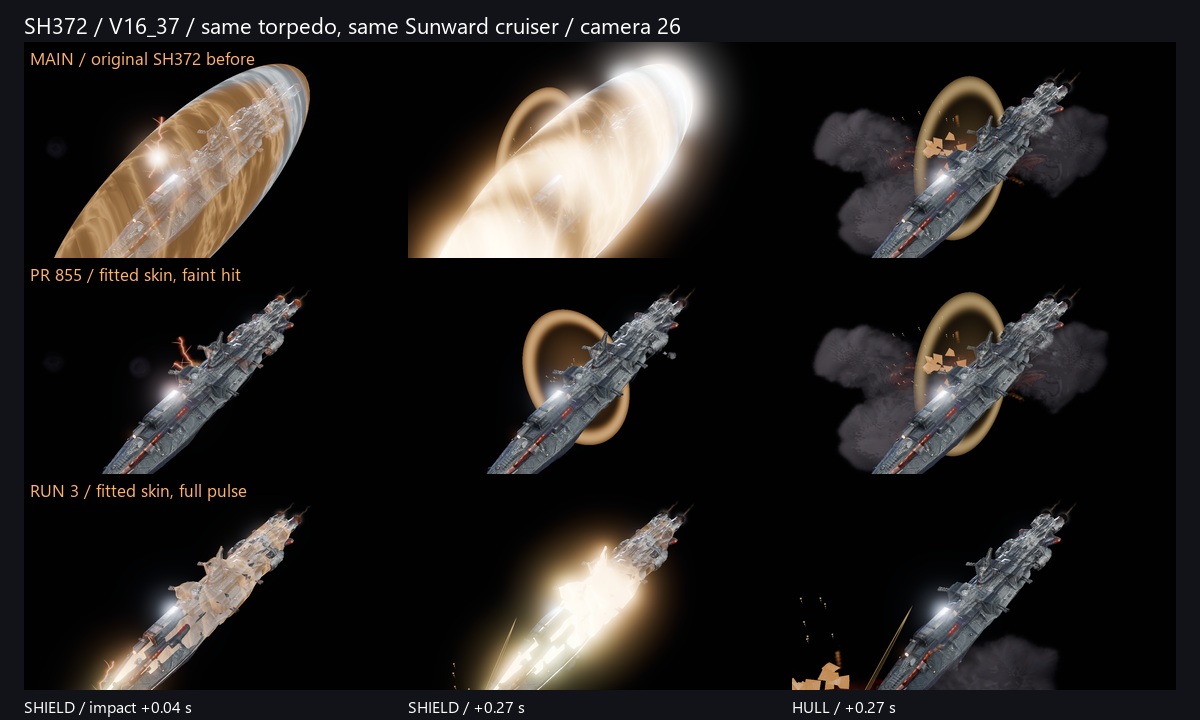 SH372 / V16_37 / same torpedo, same Sunward cruiser / camera 26
MAIN / original SH372 before
PR 855 / fitted skin, faint hit
RUN 3 / fitted skin, full pulse
SHIELD / impact +0.04 s
SHIELD / +0.27 s
HULL / +0.27 s